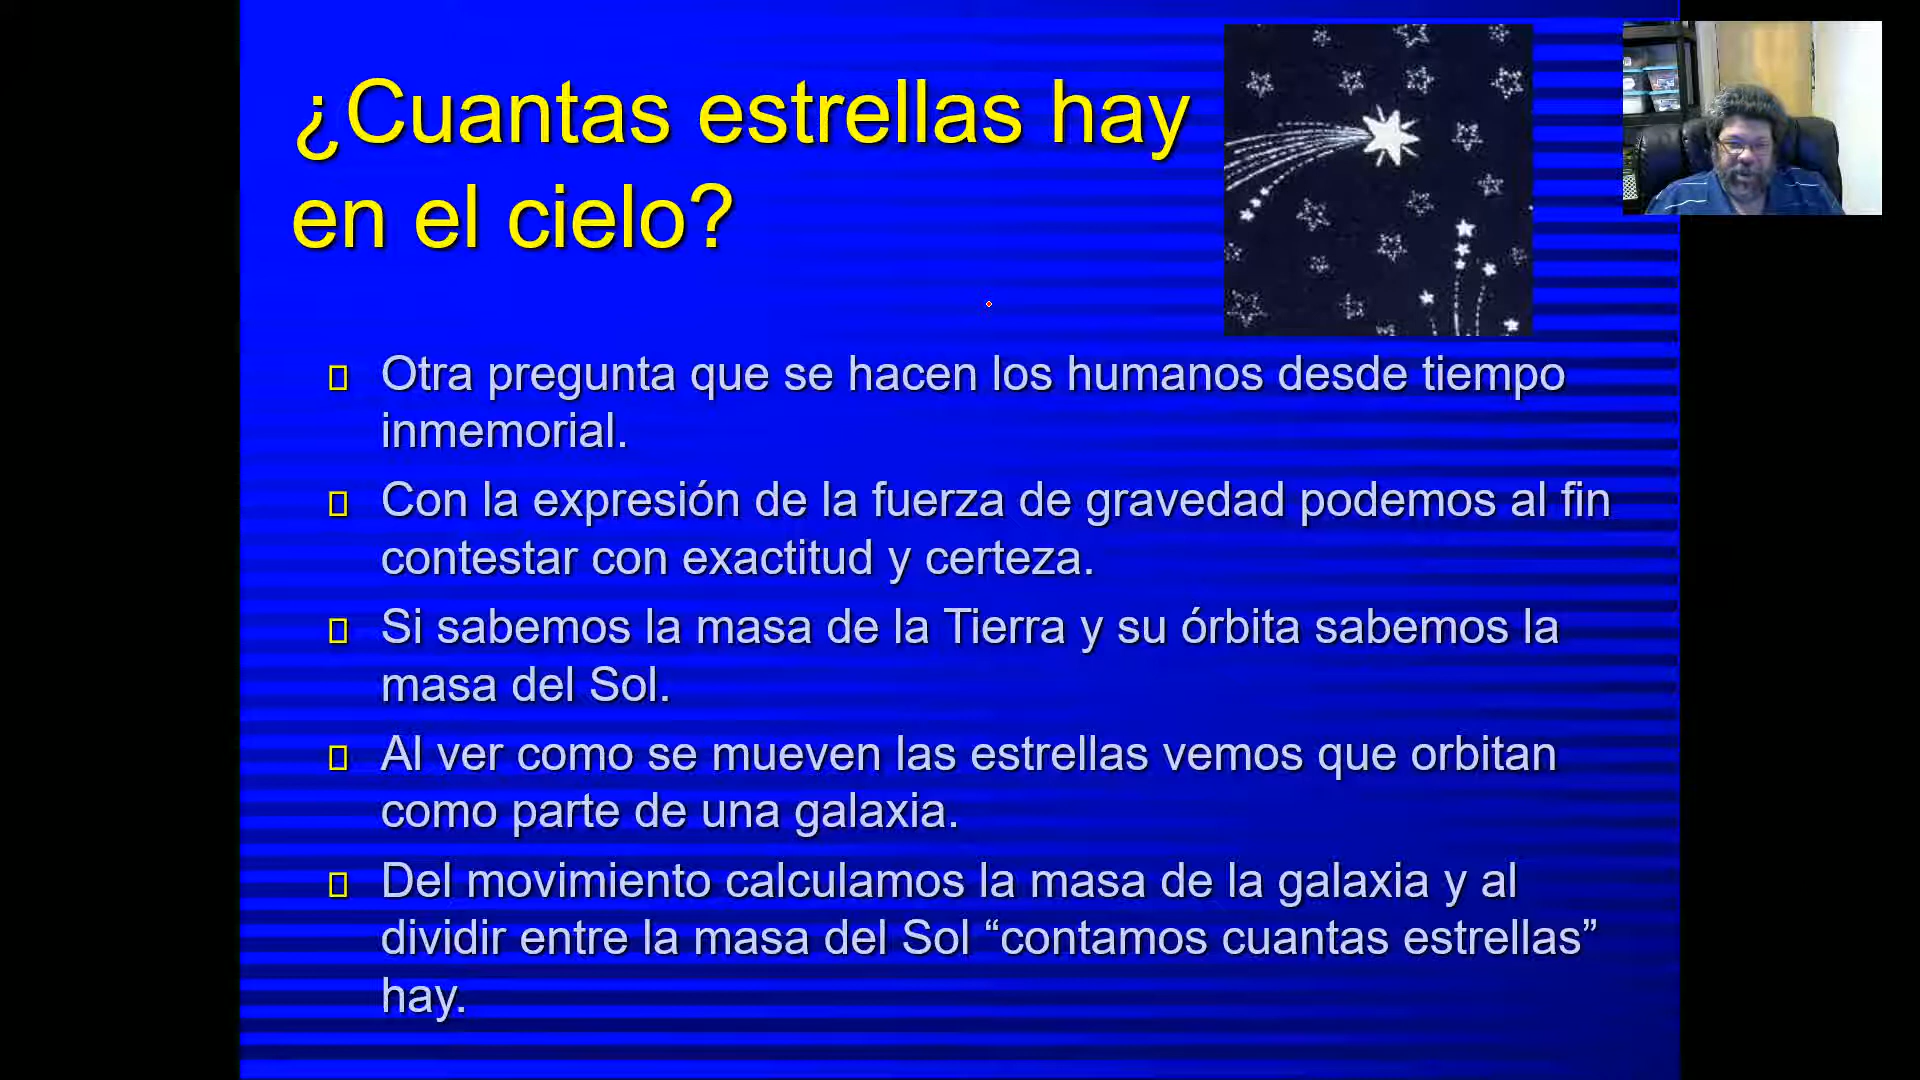 ¿Cuantas estrellas hay
en el cielo?
Otra pregunta que se hacen los humanos desde tiempo
inmemorial.
Con la expresión de la fuerza de gravedad podemos al fin
contestar con exactitud y certeza.
Si sabemos la masa de la Tierra y su órbita sabemos la
masa del Sol.
Al ver como se mueven las estrellas vemos que orbitan
como parte de una galaxia.
Del movimiento calculamos la masa de la galaxia y al
dividir entre la masa del Sol “contamos cuantas estrellas”
hay.